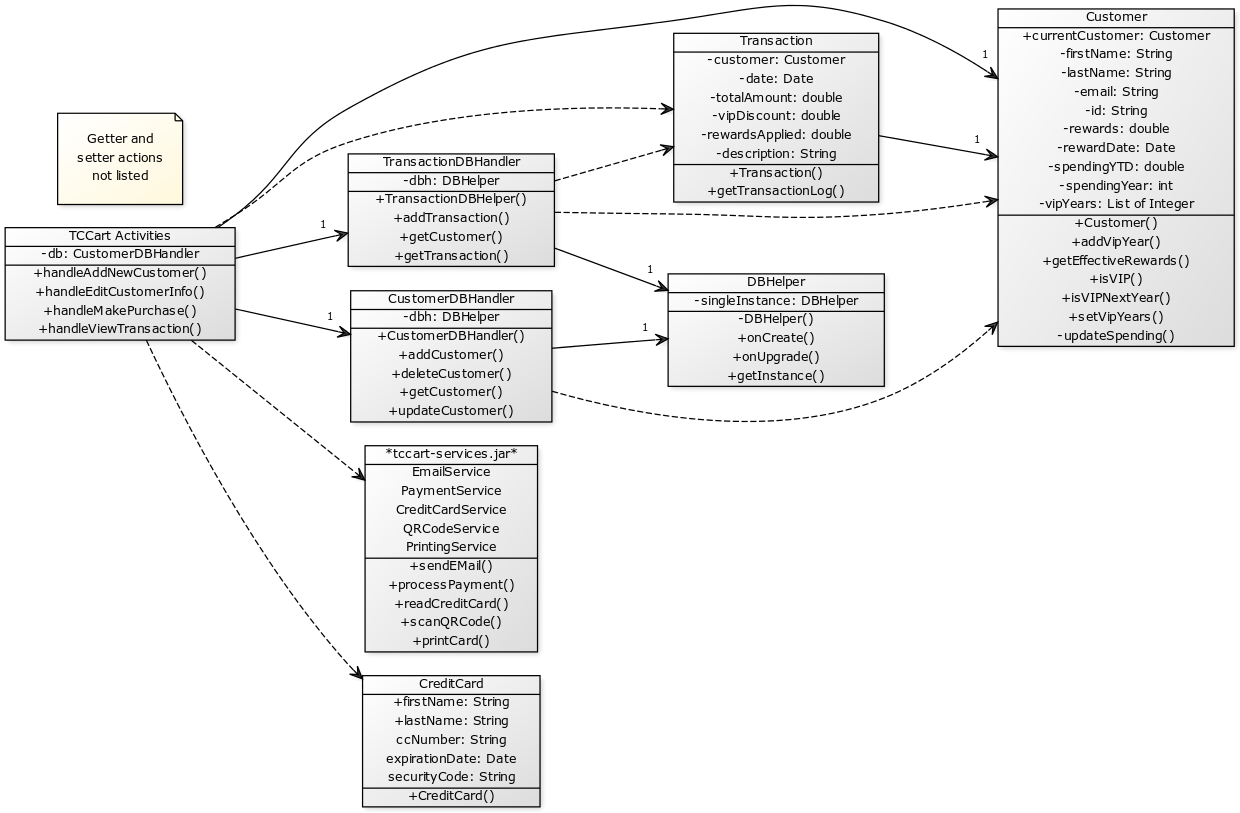 Getter and
setter actions
not listed
TCCart Activities
-db: CustomerDBHandler
+handleAddNewCustomer()
+handleEditCustomerInfo()
+handleMakePurchase()
+handleViewTransaction()
1
1
TransactionDBHandler
-dbh: DBHelper
+TransactionDBHelper()
+addTransaction()
+getCustomer()
+getTransaction()
CustomerDBHandler
-dbh: DBHelper
+CustomerDBHandler()
+addCustomer()
+deleteCustomer()
+getCustomer()
+updateCustomer()
*tccart-services.jar*
EmailService
PaymentService
CreditCardService
QRCodeService
PrintingService
+sendEMail()
+processPayment()
+readCreditCard()
+scanQRCode()
+printCard()
CreditCard
+firstName: String
+lastName: String
ccNumber: String
expirationDate: Date
securityCode: String
+CreditCard()
Transaction
-customer: Customer
-date: Date
-totalAmount: double
-vipDiscount: double
-rewardsApplied: double
-description: String
+Transaction()
+getTransactionLog()
1
1
DBHelper
-singleInstance: DBHelper
-DBHelper()
+onCreate()
+onUpgrade()
+getInstance()
1
1
Customer
+currentCustomer: Customer
-firstName: String
-lastName: String
-email: String
-id: String
-rewards: double
-rewardDate: Date
-spendingYTD: double
-spendingYear: int
-vipYears: List of Integer
+Customer()
+addVipYear()
+getEffectiveRewards()
+isVIP()
+isVIPNextYear()
+setVipYears()
-updateSpending()